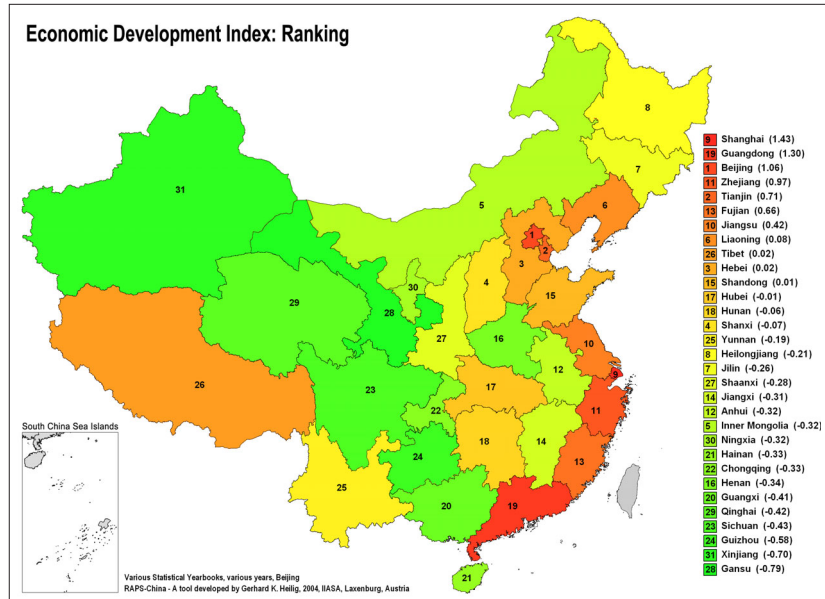 Economic Development Index: Ranking
9 Shanghai (1.43)
19 Guangdong (1.30)
1 Beijing (1.06)
11 Zhejiang (0.97)
2 Tianjin (0.71)
13 Fujian (0.66)
10 Jiangsu (0.42)
6 Liaoning (0.08)
26 Tibet (0.02)
3 Hebei (0.02)
15 Shandong (0.01)
17 Hubei (-0.01)
18 Hunan (-0.06)
4 Shanxi (-0.07)
25 Yunnan (-0.19)
8 Heilongjiang (-0.21)
7 Jilin (-0.26)
27 Shaanxi (-0.28)
14 Jiangxi (-0.31)
12 Anhui (-0.32)
5 Inner Mongolia (-0.32)
30 Ningxia (-0.32)
21 Hainan (-0.33)
22 Chongqing (-0.33)
16 Henan (-0.34)
20 Guangxi (-0.41)
29 Qinghai (-0.42)
23 Sichuan (-0.43)
24 Guizhou (-0.58)
31 Xinjiang (-0.70)
28 Gansu (-0.79)
8
7
31
5
6
1
2
3
4
30
29
15
28
27
16
10
12
9
26
23
17
22
11
18
14
24
13
25
20
19
21
South China Sea Islands
Various Statistical Yearbooks, various years, Beijing
RAPS-China - A tool developed by Gerhard K. Heilig, 2004, IIASA, Laxenburg, Austria